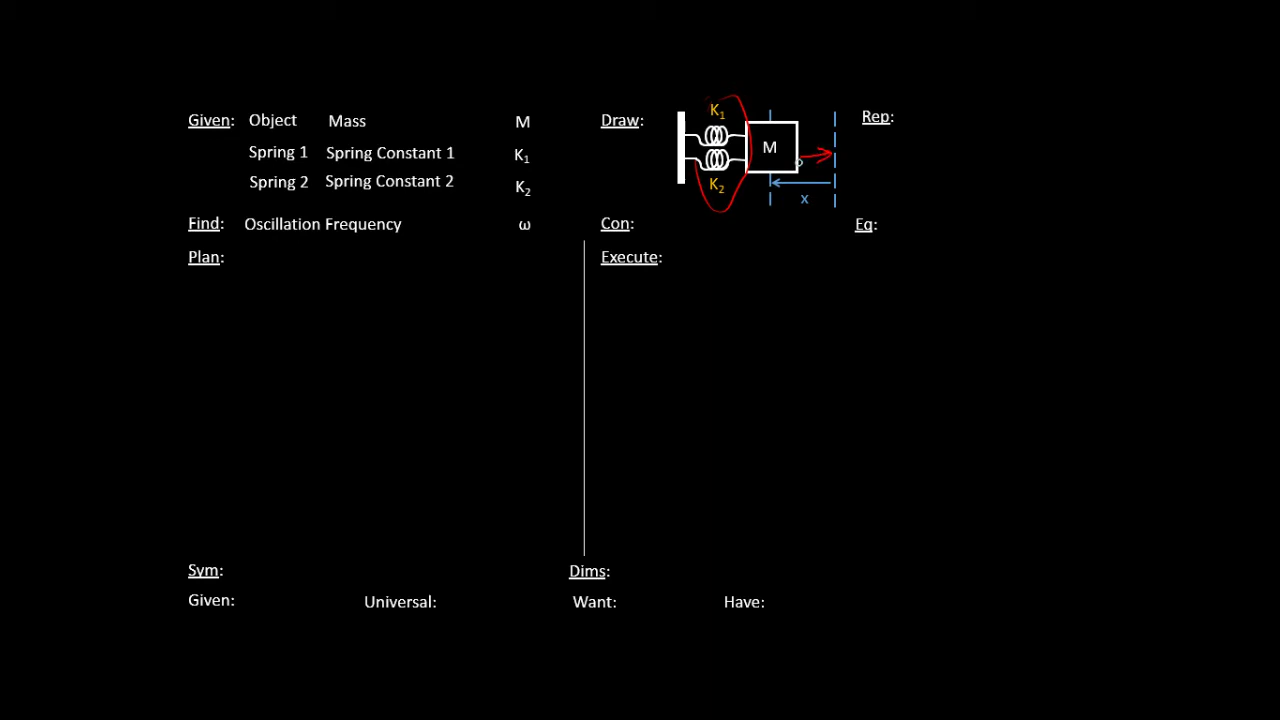 Given: Object Mass M
Spring 1 Spring Constant 1 K₁
Spring 2 Spring Constant 2 K₂
Find: Oscillation Frequency ω
Plan:
Draw:
K₁
M
K₂
x
Rep:
Con:
Eq:
Execute:
Sym:
Dims:
Given: Universal: Want: Have: